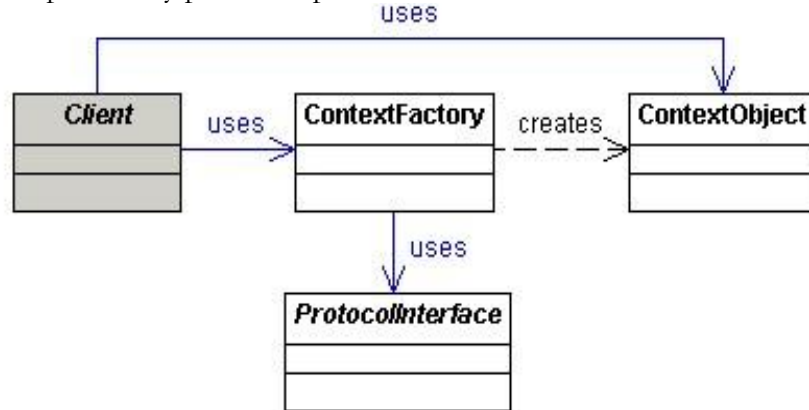 uses
Client
uses
ContextFactory
creates
ContextObject
uses
ProtocolInterface